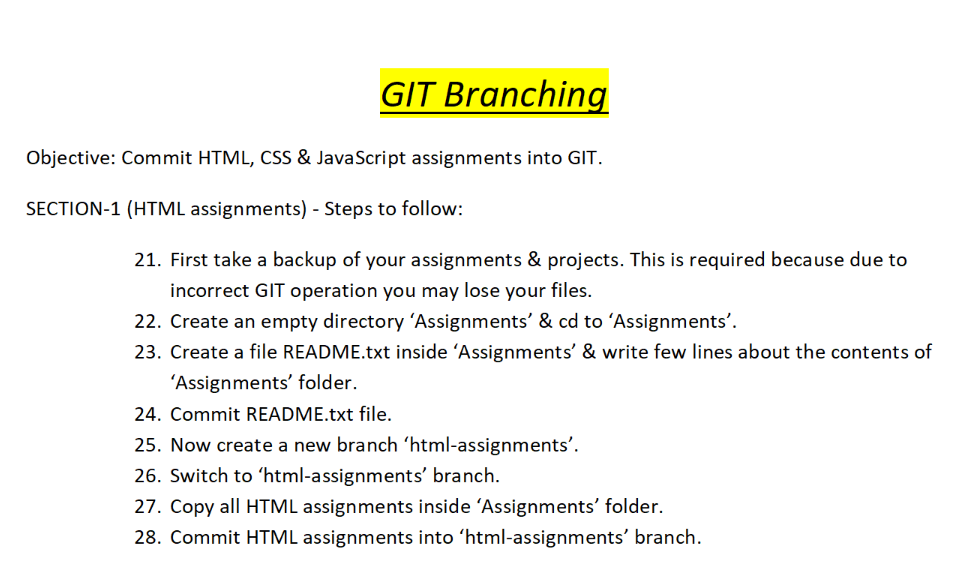 GIT Branching
Objective: Commit HTML, CSS & JavaScript assignments into GIT.
SECTION-1 (HTML assignments) - Steps to follow:
21. First take a backup of your assignments & projects. This is required because due to
incorrect GIT operation you may lose your files.
22. Create an empty directory ‘Assignments’ & cd to ‘Assignments’.
23. Create a file README.txt inside ‘Assignments’ & write few lines about the contents of
‘Assignments’ folder.
24. Commit README.txt file.
25. Now create a new branch ‘html-assignments’.
26. Switch to ‘html-assignments’ branch.
27. Copy all HTML assignments inside ‘Assignments’ folder.
28. Commit HTML assignments into ‘html-assignments’ branch.